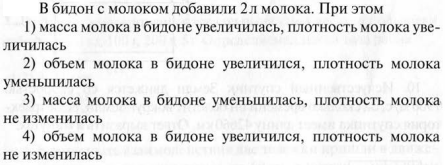 В бидон с молоком добавили 2 л молока. При этом
1) масса молока в бидоне увеличилась, плотность молока уве-
личилась
2) объем молока в бидоне увеличился, плотность молока
уменьшилась
3) масса молока в бидоне уменьшилась, плотность молока
не изменилась
4) объем молока в бидоне увеличился, плотность молока
не изменилась